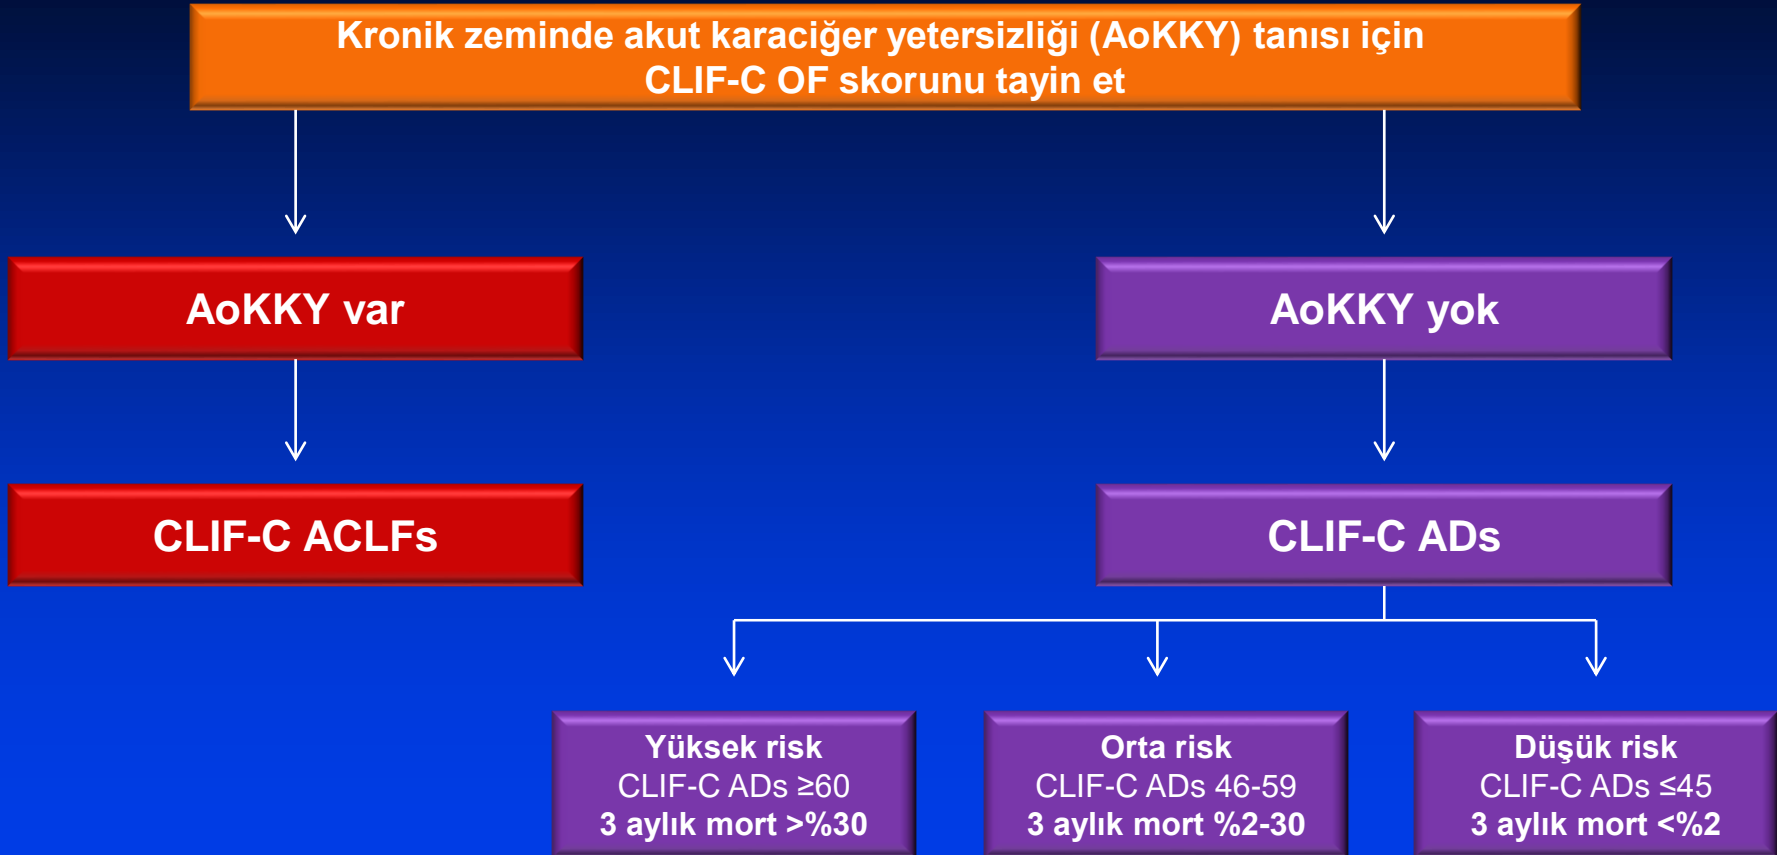 Kronik zeminde akut karaciğer yetersizliği (AoKKY) tanısı için
CLIF-C OF skorunu tayin et
AoKKY var
AoKKY yok
CLIF-C ACLFs
CLIF-C ADs
Yüksek risk
CLIF-C ADs ≥60
3 aylık mort >%30
Orta risk
CLIF-C ADs 46-59
3 aylık mort %2-30
Düşük risk
CLIF-C ADs ≤45
3 aylık mort <%2